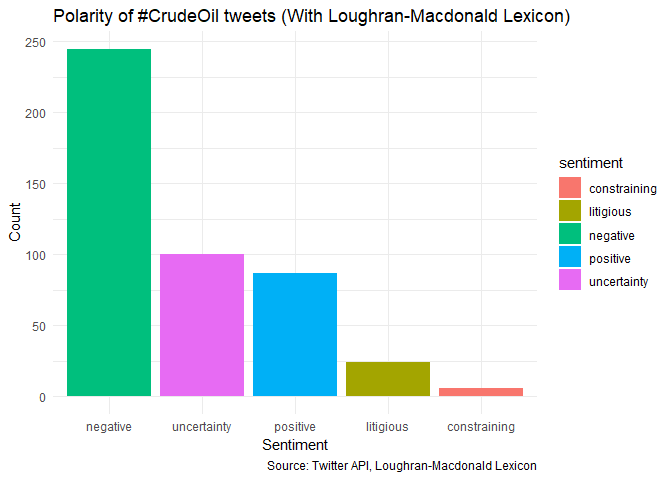 Polarity of #CrudeOil tweets (With Loughran-Macdonald Lexicon)
250
200
150
100
50
0
Count
negative
uncertainty
positive
litigious
constraining
Sentiment
Source: Twitter API, Loughran-Macdonald Lexicon
sentiment
constraining
litigious
negative
positive
uncertainty